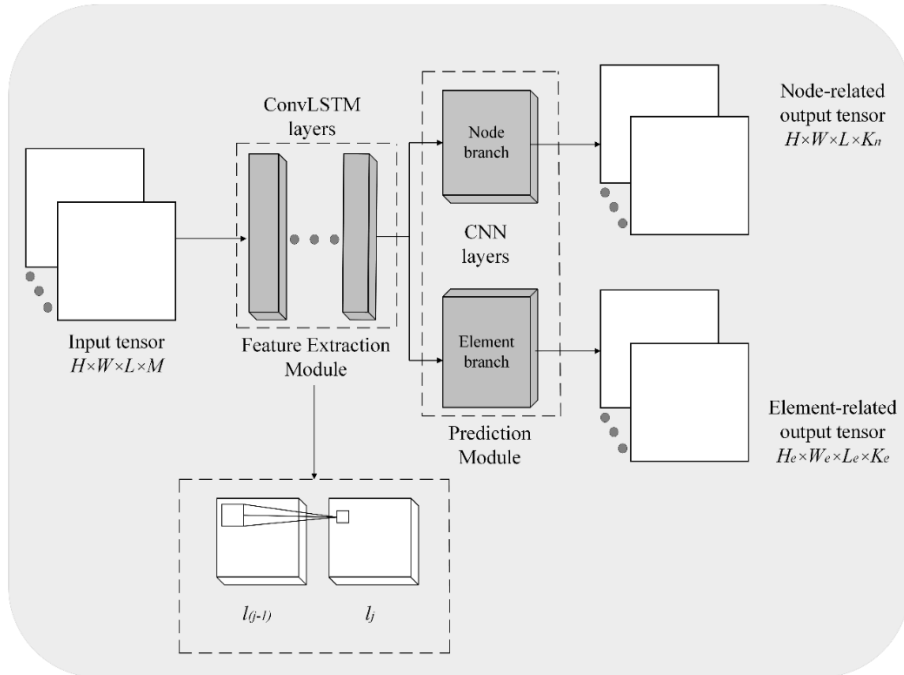 ConvLSTM
layers
Input tensor
H×W×L×M
Feature Extraction
Module
l(j-1)
lj
Node
branch
CNN
layers
Element
branch
Prediction
Module
Node-related
output tensor
H×W×L×Kn
Element-related
output tensor
He×We×Le×Ke